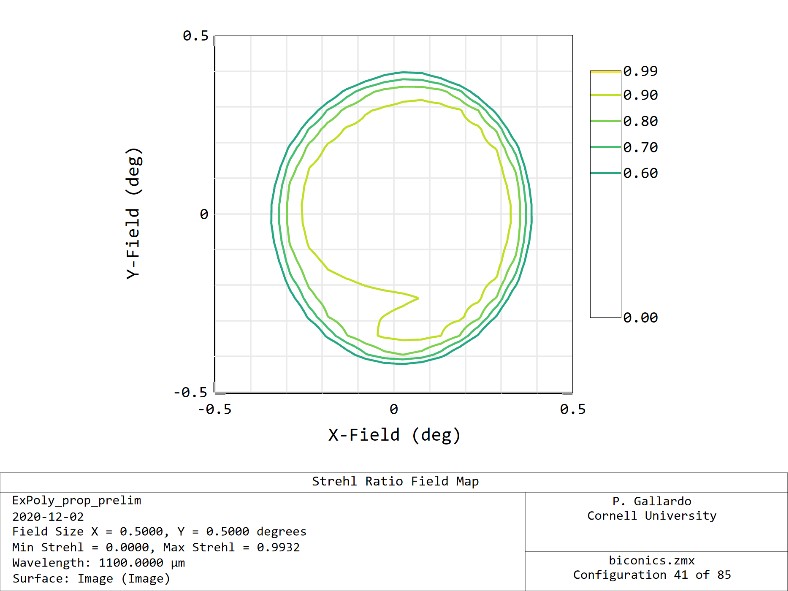 0.5
0
-0.5
Y-Field (deg)
-0.5 0 0.5
X-Field (deg)
0.99
0.90
0.80
0.70
0.60
0.00
Strehl Ratio Field Map
ExPoly_prop_prelim
2020-12-02
Field Size X = 0.5000, Y = 0.5000 degrees
Min Strehl = 0.0000, Max Strehl = 0.9932
Wavelength: 1100.0000 µm
Surface: Image (Image)
P. Gallardo
Cornell University
biconics.zmx
Configuration 41 of 85